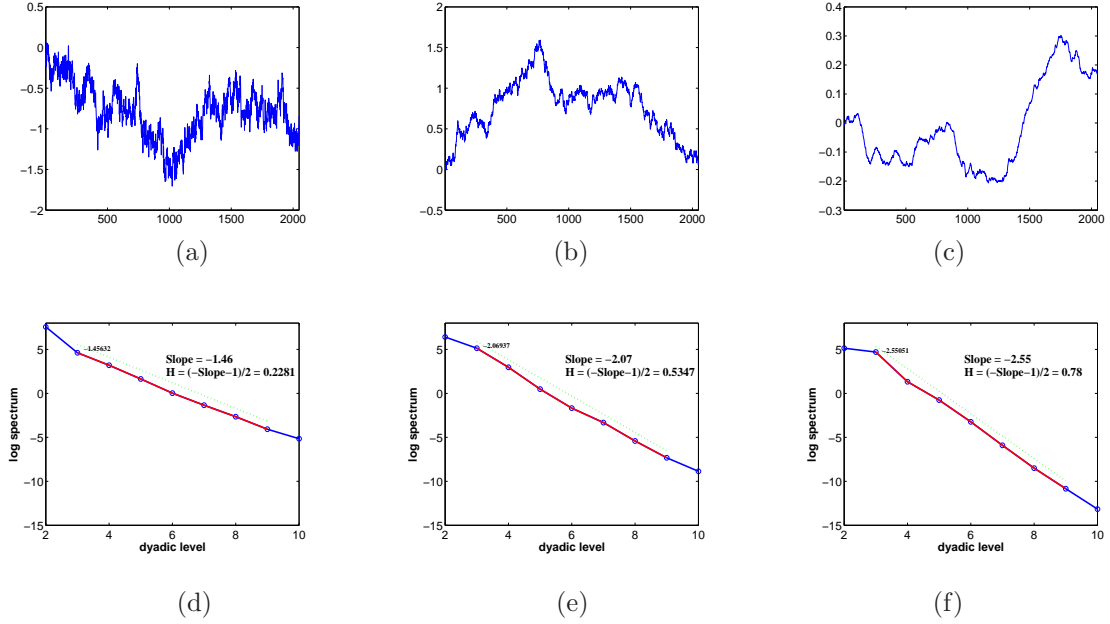 0.5
0
−0.5
−1
−1.5
−2
500 1000 1500 2000
(a)
2
1.5
1
0.5
0
−0.5
500 1000 1500 2000
(b)
0.4
0.3
0.2
0.1
0
−0.1
−0.2
−0.3
500 1000 1500 2000
(c)
5
0
−5
−10
−15
log spectrum
−1.45632
Slope = −1.46
H = (−Slope−1)/2 = 0.2281
2 4 6 8 10
dyadic level
(d)
5
0
−5
−10
−15
log spectrum
−2.06937
Slope = −2.07
H = (−Slope−1)/2 = 0.5347
2 4 6 8 10
dyadic level
(e)
5
0
−5
−10
−15
log spectrum
−2.55051
Slope = −2.55
H = (−Slope−1)/2 = 0.78
2 4 6 8 10
dyadic level
(f)